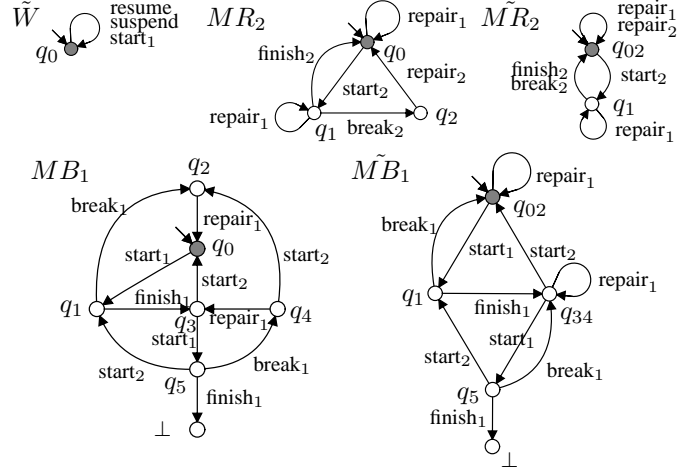 W̃
resume
suspend
start₁
q₀
MR₂
repair₁
q₀
finish₂
start₂
repair₂
repair₁
q₁
break₂
q₂
M̃R₂
repair₁
repair₂
q₀₂
finish₂
break₂
start₂
q₁
repair₁
MB₁
q₂
break₁
repair₁
q₀
start₁
start₂
start₂
q₁
finish₁
q₃
repair₁
q₄
start₁
start₂
q₅
break₁
finish₁
⊥
M̃B₁
repair₁
q₀₂
break₁
start₁
start₂
repair₁
q₁
finish₁
q₃₄
start₁
start₂
q₅
break₁
finish₁
⊥